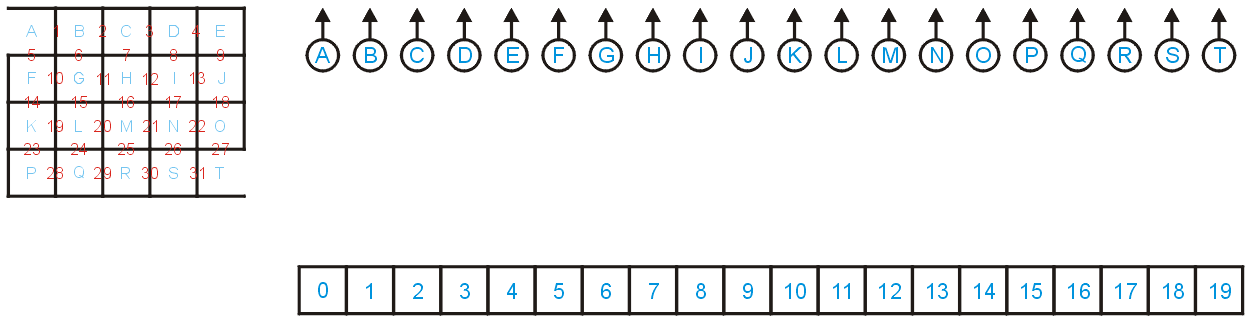 A 1 B 2 C 3 D 4 E
5 6 7 8 9
F 10 G 11 H 12 I 13 J
14 15 16 17 18
K 19 L 20 M 21 N 22 O
23 24 25 26 27
P 28 Q 29 R 30 S 31 T
A B C D E F G H I J K L M N O P Q R S T
0 1 2 3 4 5 6 7 8 9 10 11 12 13 14 15 16 17 18 19